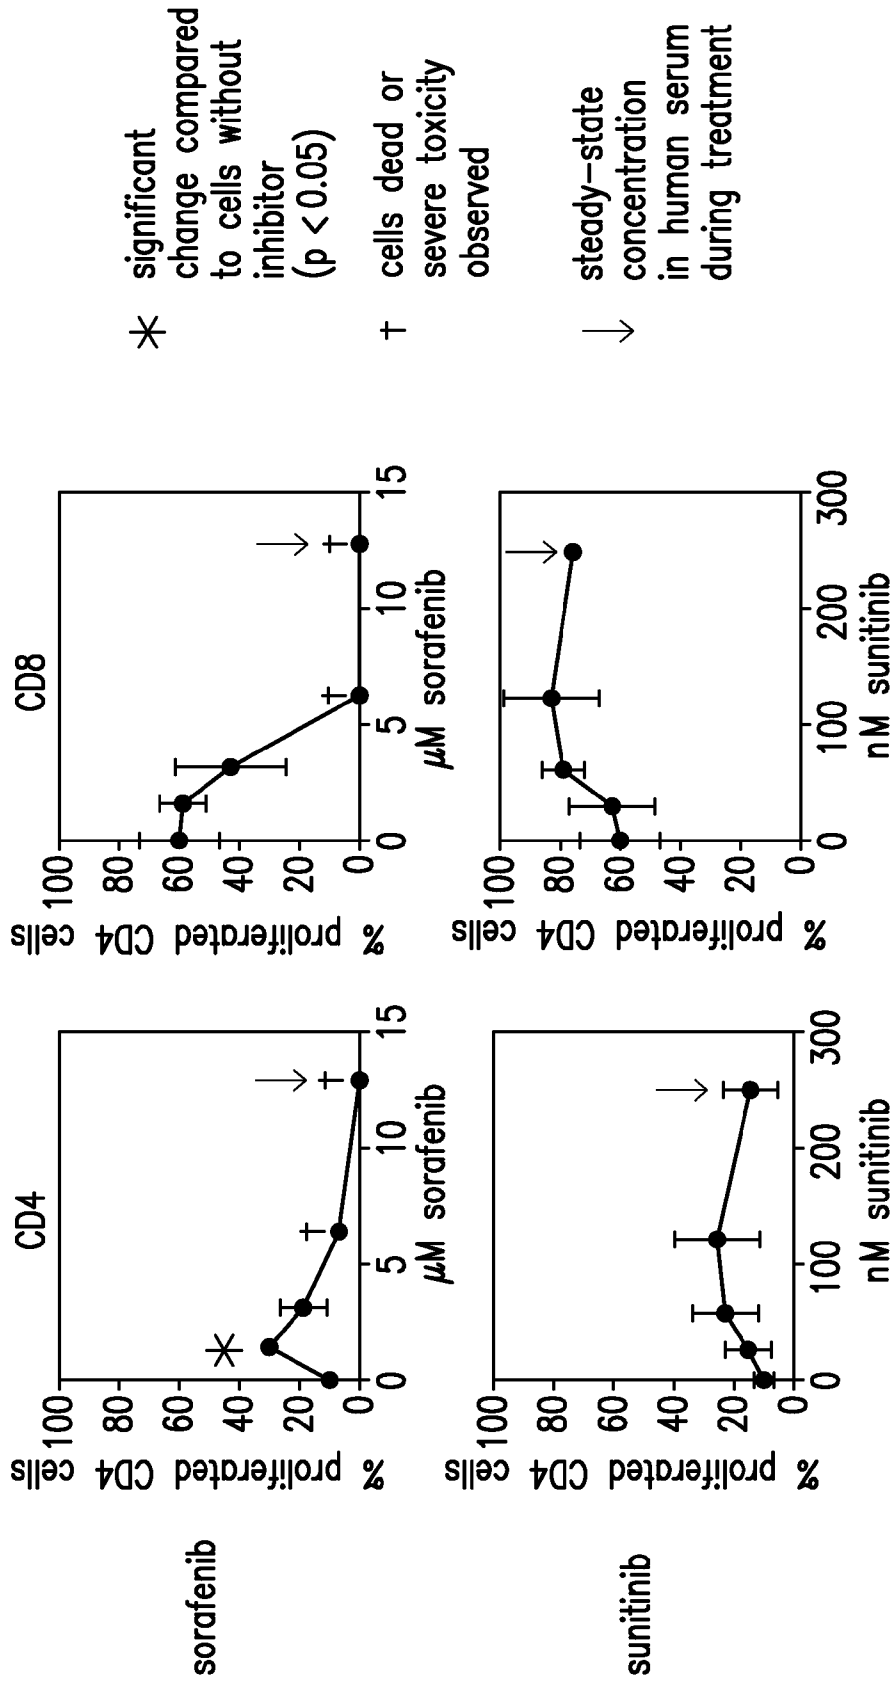 CD4
CD8
sorafenib
% proliferated CD4 cells
100
80
60
40
20
0
0
5
10
15
μM sorafenib
% proliferated CD4 cells
100
80
60
40
20
0
0
5
10
15
μM sorafenib
*
significant
change compared
to cells without
inhibitor
(p < 0.05)
†
cells dead or
severe toxicity
observed
steady-state
concentration
in human serum
during treatment
sunitinib
% proliferated CD4 cells
100
80
60
40
20
0
0
100
200
300
nM sunitinib
% proliferated CD4 cells
100
80
60
40
20
0
0
100
200
300
nM sunitinib